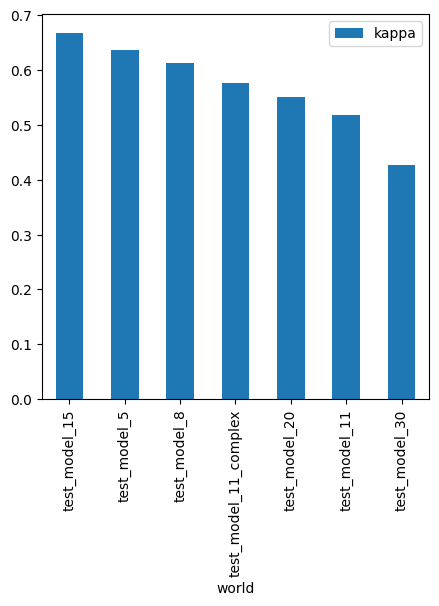 0.7
0.6
0.5
0.4
0.3
0.2
0.1
0.0
kappa
test_model_15
test_model_5
test_model_8
test_model_11_complex
test_model_20
test_model_11
test_model_30
world